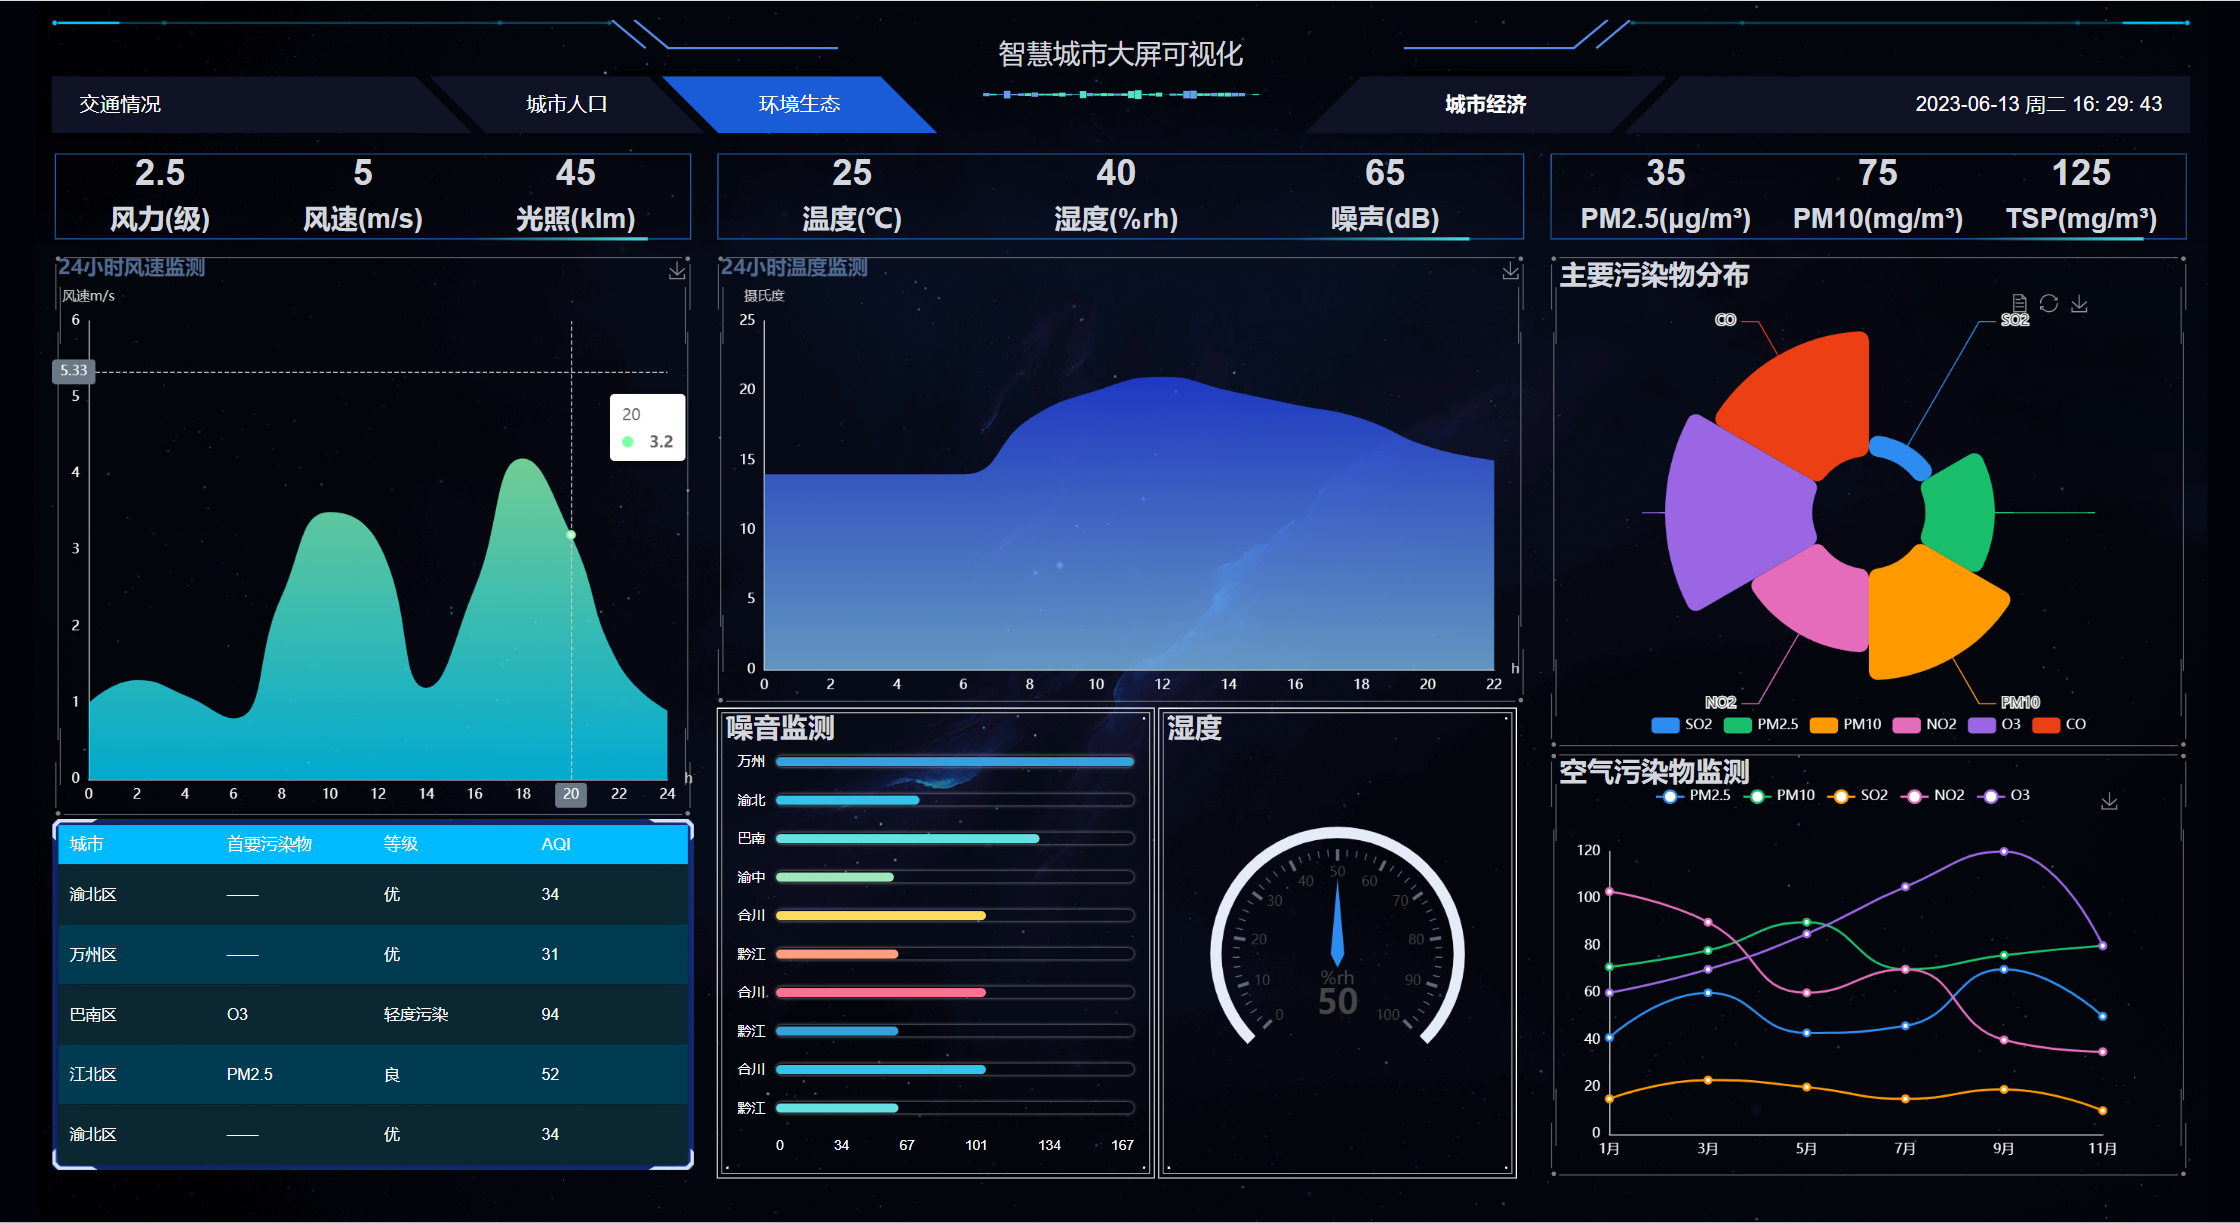 智慧城市大屏可视化
交通情况
城市人口
环境生态
城市经济
2023-06-13 周二 16: 29: 43
2.5 5 45
风力(级) 风速(m/s) 光照(klm)
25 40 65
温度(℃) 湿度(%rh) 噪声(dB)
35 75 125
PM2.5(μg/m³) PM10(mg/m³) TSP(mg/m³)
24小时风速监测
风速m/s
6
5.33
5
4
3
2
1
0
20
3.2
h
0 2 4 6 8 10 12 14 16 18 20 22 24
城市 首要污染物 等级 AQI
渝北区 —— 优 34
万州区 —— 优 31
巴南区 O3 轻度污染 94
江北区 PM2.5 良 52
渝北区 —— 优 34
24小时温度监测
摄氏度
25
20
15
10
5
0
h
0 2 4 6 8 10 12 14 16 18 20 22
噪音监测
万州
渝北
巴南
渝中
合川
黔江
合川
黔江
合川
黔江
0 34 67 101 134 167
湿度
0 10 20 30 40 50 60 70 80 90 100
%rh
50
主要污染物分布
CO
SO2
NO2
PM10
SO2 PM2.5 PM10 NO2 O3 CO
空气污染物监测
PM2.5 PM10 SO2 NO2 O3
120
100
80
60
40
20
0
1月 3月 5月 7月 9月 11月